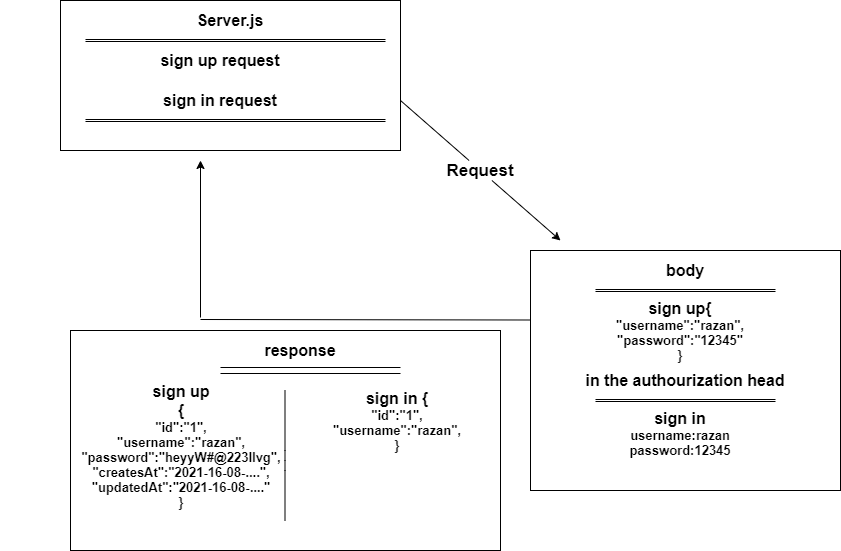 Server.js
sign up request
sign in request
Request
body
sign up{
"username":"razan",
"password":"12345"
}
in the authourization head
sign in
username:razan
password:12345
response
sign up
{
"id":"1",
"username":"razan",
"password":"heyyW#@223llvg",
"createsAt":"2021-16-08-....",
"updatedAt":"2021-16-08-...."
}
sign in {
"id":"1",
"username":"razan",
}